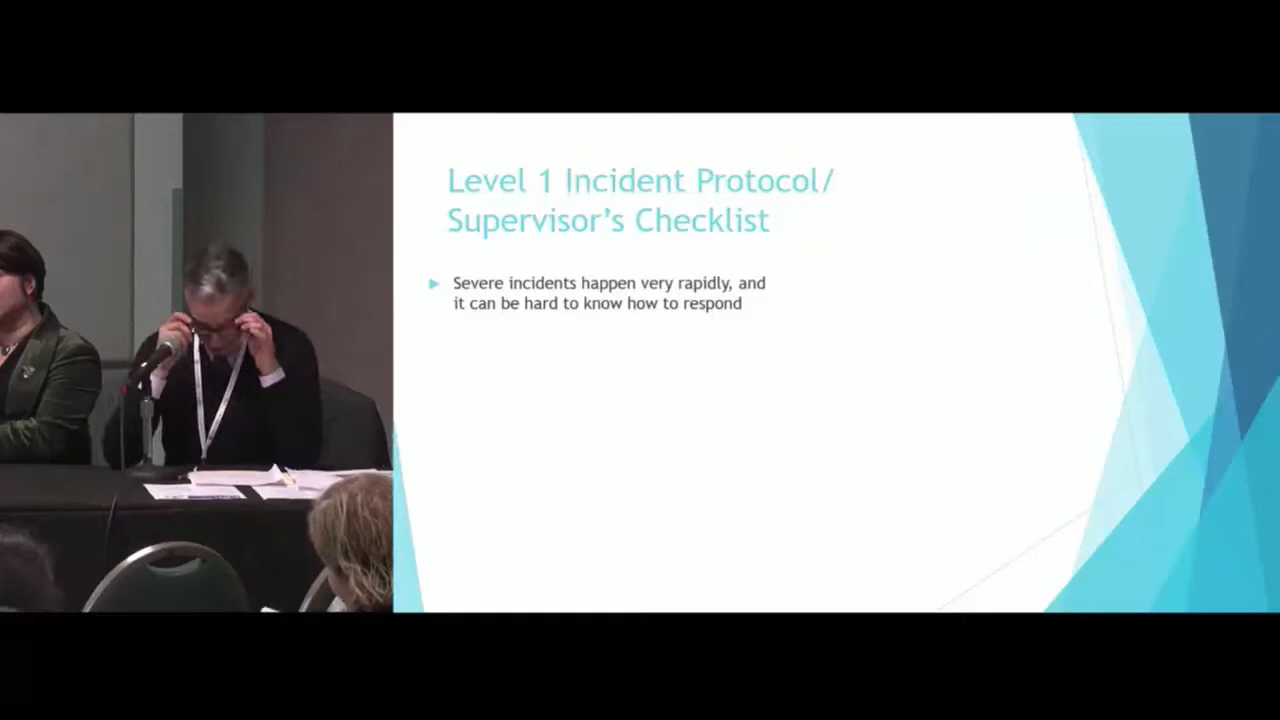 Level 1 Incident Protocol/
Supervisor’s Checklist
Severe incidents happen very rapidly, and
it can be hard to know how to respond